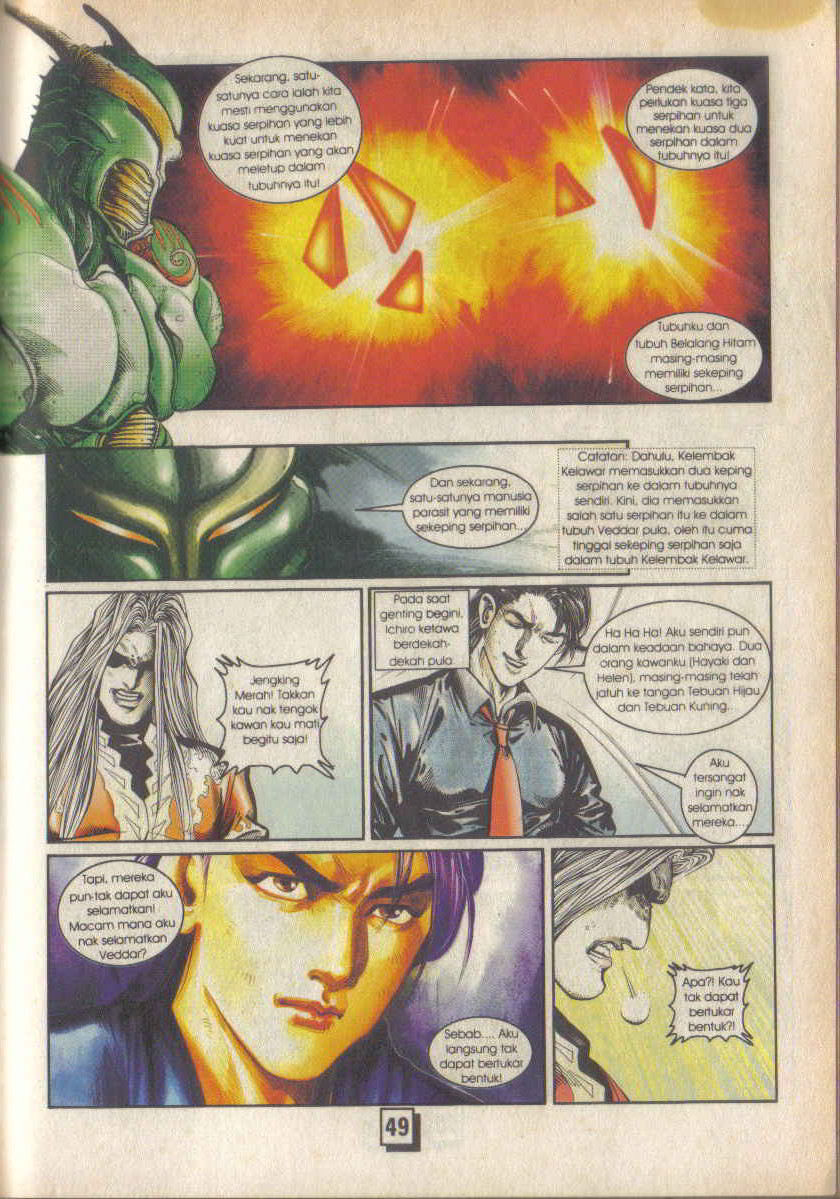 Sekarang, satu-
satunya cara ialah kita
mesti menggunakan
kuasa serpihan yang lebih
kuat untuk menekan
kuasa serpihan yang akan
meletup dalam
tubuhnya itu!
Pendek kata, kita
perlukan kuasa tiga
serpihan untuk
menekan kuasa dua
serpihan dalam
tubuhnya itu!
Tubuhku dan
tubuh Belalang Hitam
masing-masing
memiliki sekeping
serpihan...
Dan sekarang,
satu-satunya manusia
parasit yang memiliki
sekeping serpihan...
Catatan: Dahulu, Kelembak
Kelawar memasukkan dua keping
serpihan ke dalam tubuhnya
sendiri. Kini, dia memasukkan
salah satu serpihan itu ke dalam
tubuh Veddar pula, oleh itu cuma
tinggal sekeping serpihan saja
dalam tubuh Kelembak Kelawar.
Jengking
Merah! Takkan
kau nak tengok
kawan kau mati
begitu saja!
Pada saat
genting begini,
Ichiro ketawa
berdekah-
dekah pula
Ha Ha Ha! Aku sendiri pun
dalam keadaan bahaya. Dua
orang kawanku (Hayaki dan
Helen), masing-masing telah
jatuh ke tangan Tebuan Hijau
dan Tebuan Kuning...
Aku
tersangat
ingin nak
selamatkan
mereka....
Tapi, mereka
pun tak dapat aku
selamatkan!
Macam mana aku
nak selamatkan
Veddar?
Sebab.... Aku
langsung tak
dapat bertukar
bentuk!
Apa?! Kau
tak dapat
bertukar
bentuk?!
49